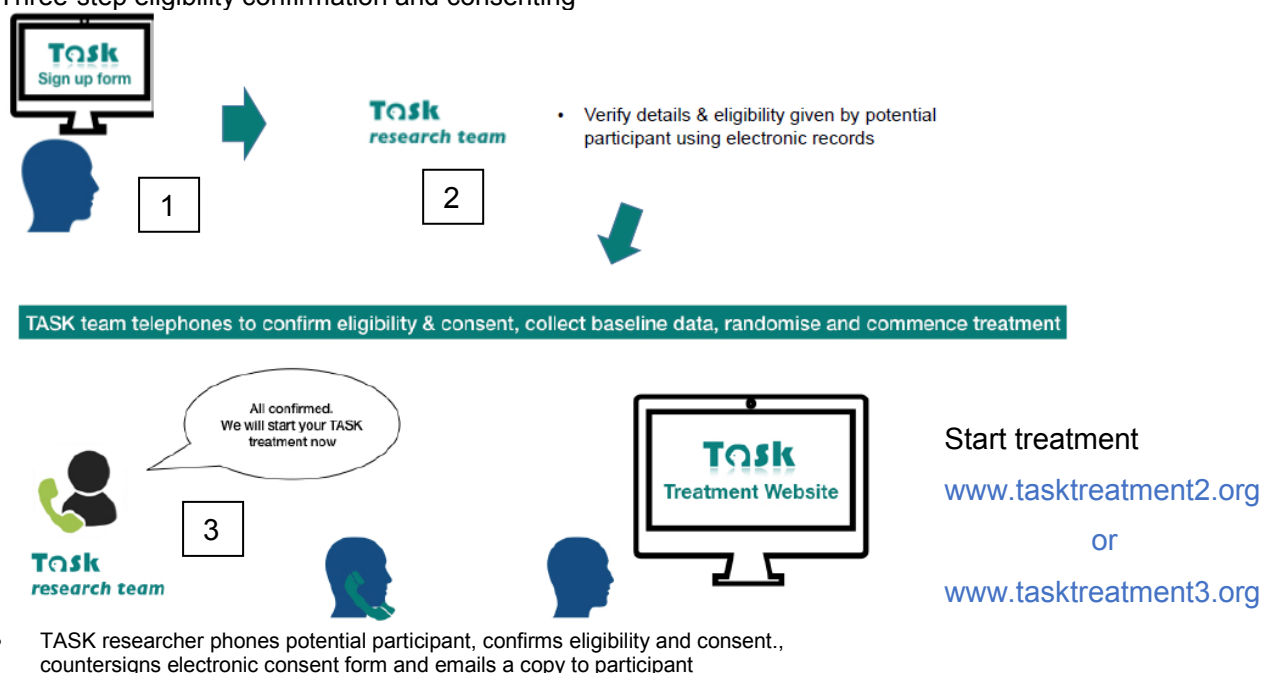 Three-step eligibility confirmation and consenting
Task
Sign up form
Task
research team
• Verify details & eligibility given by potential
participant using electronic records
1
2
TASK team telephones to confirm eligibility & consent, collect baseline data, randomise and commence treatment
All confirmed.
We will start your TASK
treatment now
Task
Treatment Website
Start treatment
www.tasktreatment2.org
or
www.tasktreatment3.org
3
Task
research team
• TASK researcher phones potential participant, confirms eligibility and consent.,
countersigns electronic consent form and emails a copy to participant